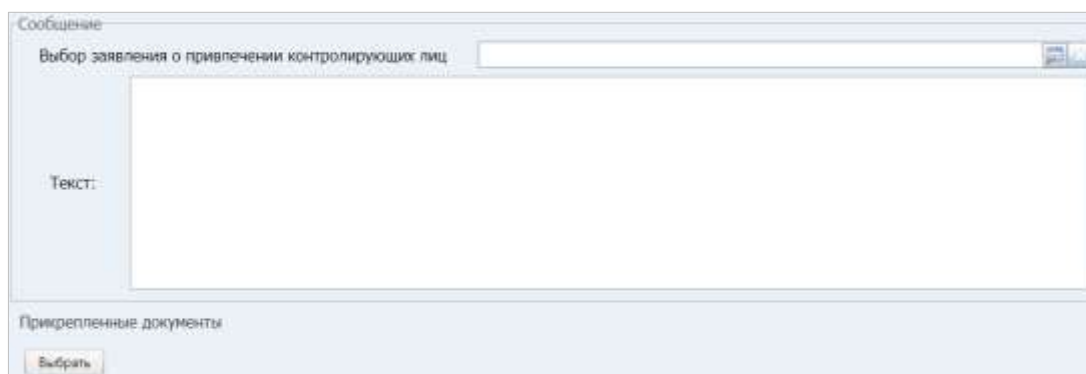 Сообщение
Выбор заявления о привлечении контролирующих лиц
Текст:
Прикрепленные документы
Выбрать